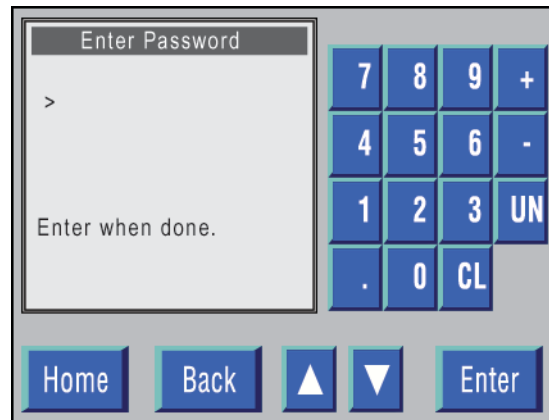 Enter Password
>
Enter when done.
7 8 9 +
4 5 6 -
1 2 3 UN
. 0 CL
Home Back ▲ ▼ Enter